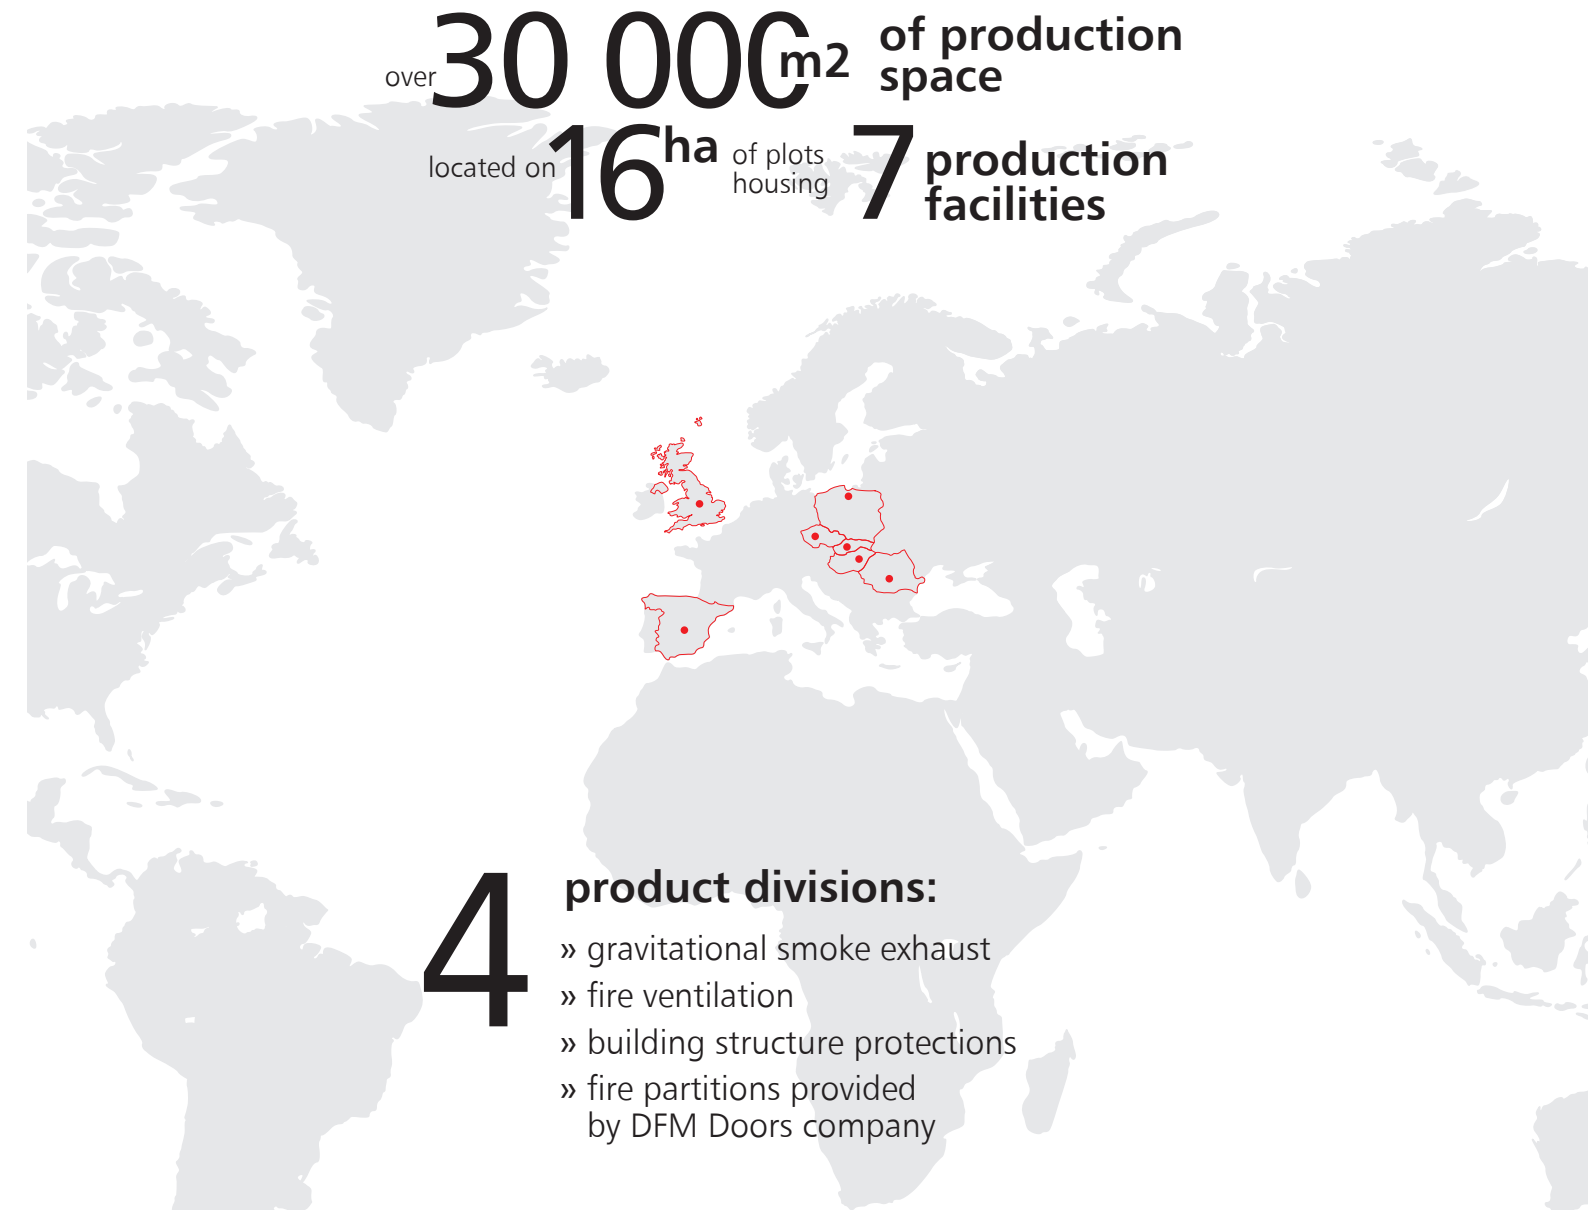 over 30 000 m2 of production
space
located on 16 ha of plots
housing 7 production
facilities
4 product divisions:
» gravitational smoke exhaust
» fire ventilation
» building structure protections
» fire partitions provided
by DFM Doors company